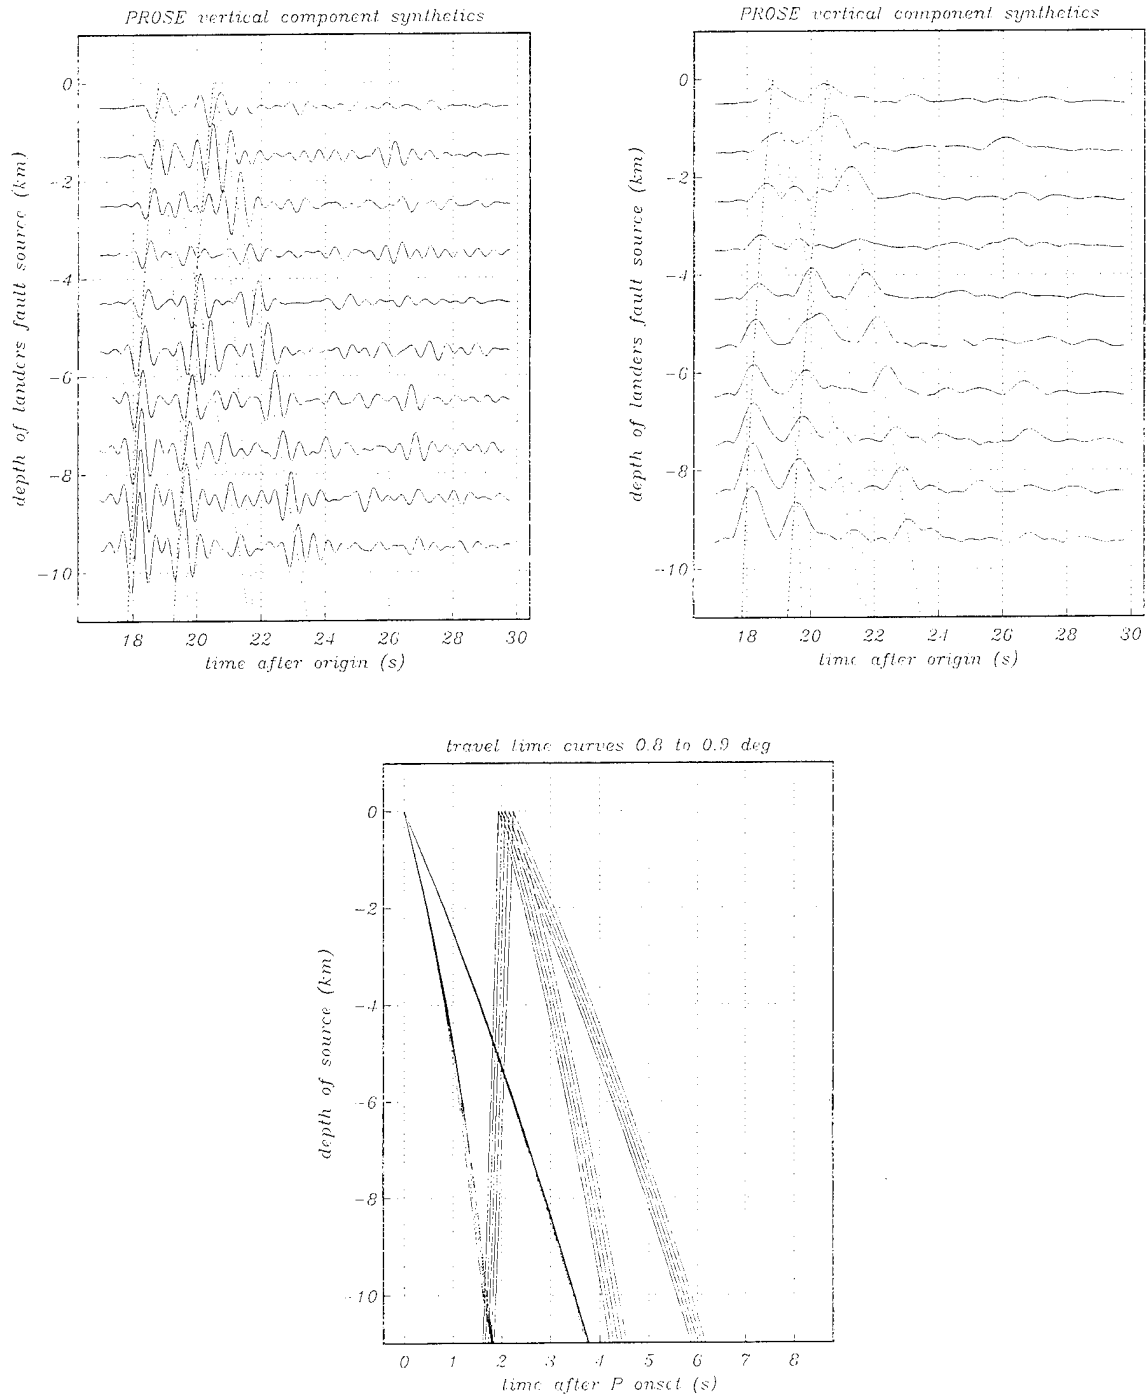 PROSE vertical component synthetics
depth of landers fault source (km)
0
-2
-4
-6
-8
-10
18 20 22 24 26 28 30
time after origin (s)
PROSE vertical component synthetics
depth of landers fault source (km)
0
-2
-4
-6
-8
-10
18 20 22 24 26 28 30
time after origin (s)
travel time curves 0.8 to 0.9 deg
depth of source (km)
0
-2
-4
-6
-8
-10
0 1 2 3 4 5 6 7 8
time after P onset (s)